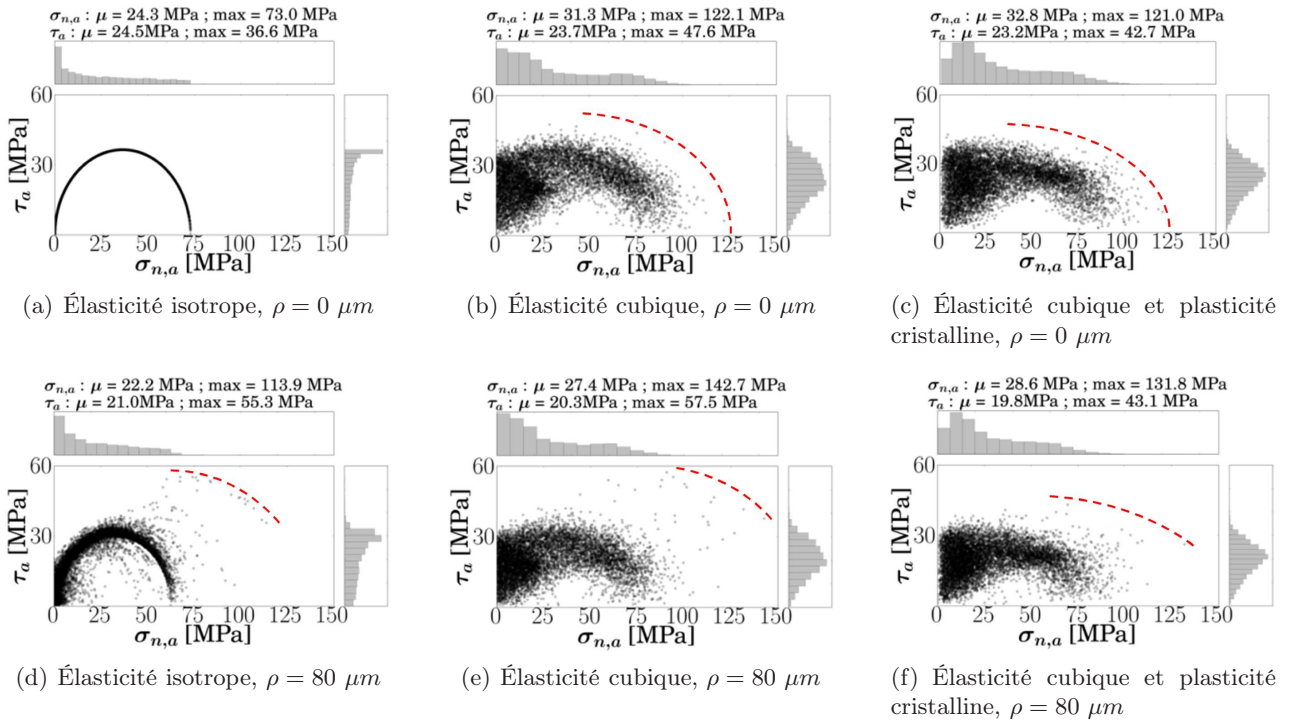 σn,a : μ = 24.3 MPa ; max = 73.0 MPa
τa : μ = 24.5MPa ; max = 36.6 MPa
60
30
τa [MPa]
0 25 50 75 100 125 150
σn,a [MPa]
(a) Élasticité isotrope, ρ = 0 μm
σn,a : μ = 31.3 MPa ; max = 122.1 MPa
τa : μ = 23.7MPa ; max = 47.6 MPa
60
30
τa [MPa]
0 25 50 75 100 125 150
σn,a [MPa]
(b) Élasticité cubique, ρ = 0 μm
σn,a : μ = 32.8 MPa ; max = 121.0 MPa
τa : μ = 23.2MPa ; max = 42.7 MPa
60
30
τa [MPa]
0 25 50 75 100 125 150
σn,a [MPa]
(c) Élasticité cubique et plasticité
cristalline, ρ = 0 μm
σn,a : μ = 22.2 MPa ; max = 113.9 MPa
τa : μ = 21.0MPa ; max = 55.3 MPa
60
30
τa [MPa]
0 25 50 75 100 125 150
σn,a [MPa]
(d) Élasticité isotrope, ρ = 80 μm
σn,a : μ = 27.4 MPa ; max = 142.7 MPa
τa : μ = 20.3MPa ; max = 57.5 MPa
60
30
τa [MPa]
0 25 50 75 100 125 150
σn,a [MPa]
(e) Élasticité cubique, ρ = 80 μm
σn,a : μ = 28.6 MPa ; max = 131.8 MPa
τa : μ = 19.8MPa ; max = 43.1 MPa
60
30
τa [MPa]
0 25 50 75 100 125 150
σn,a [MPa]
(f) Élasticité cubique et plasticité
cristalline, ρ = 80 μm